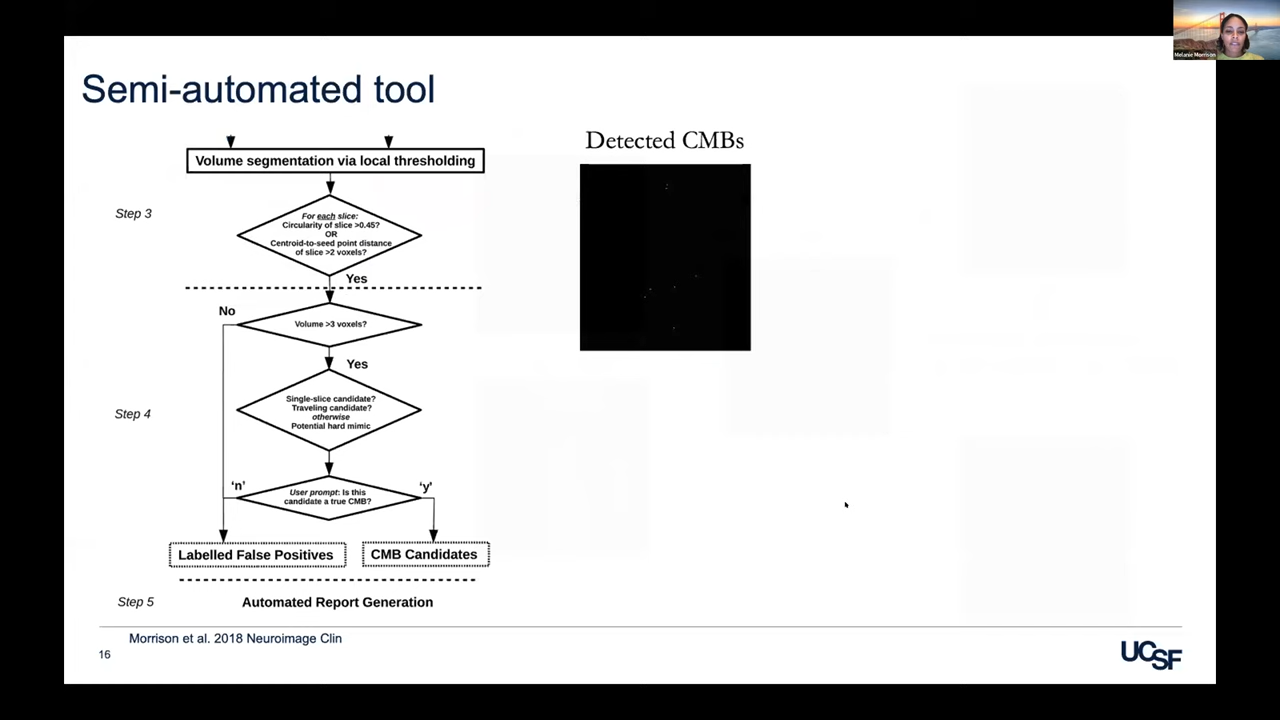 Melanie Morrison
Semi-automated tool
Volume segmentation via local thresholding
Step 3
For each slice:
Circularity of slice >0.45?
OR
Centroid-to-seed point distance
of slice >2 voxels?
Yes
No
Volume >3 voxels?
Yes
Step 4
Single-slice candidate?
Traveling candidate?
otherwise
Potential hard mimic
'n'
User prompt: Is this
candidate a true CMB?
'y'
Labelled False Positives
CMB Candidates
Step 5
Automated Report Generation
Detected CMBs
Morrison et al. 2018 Neuroimage Clin
16
UCSF